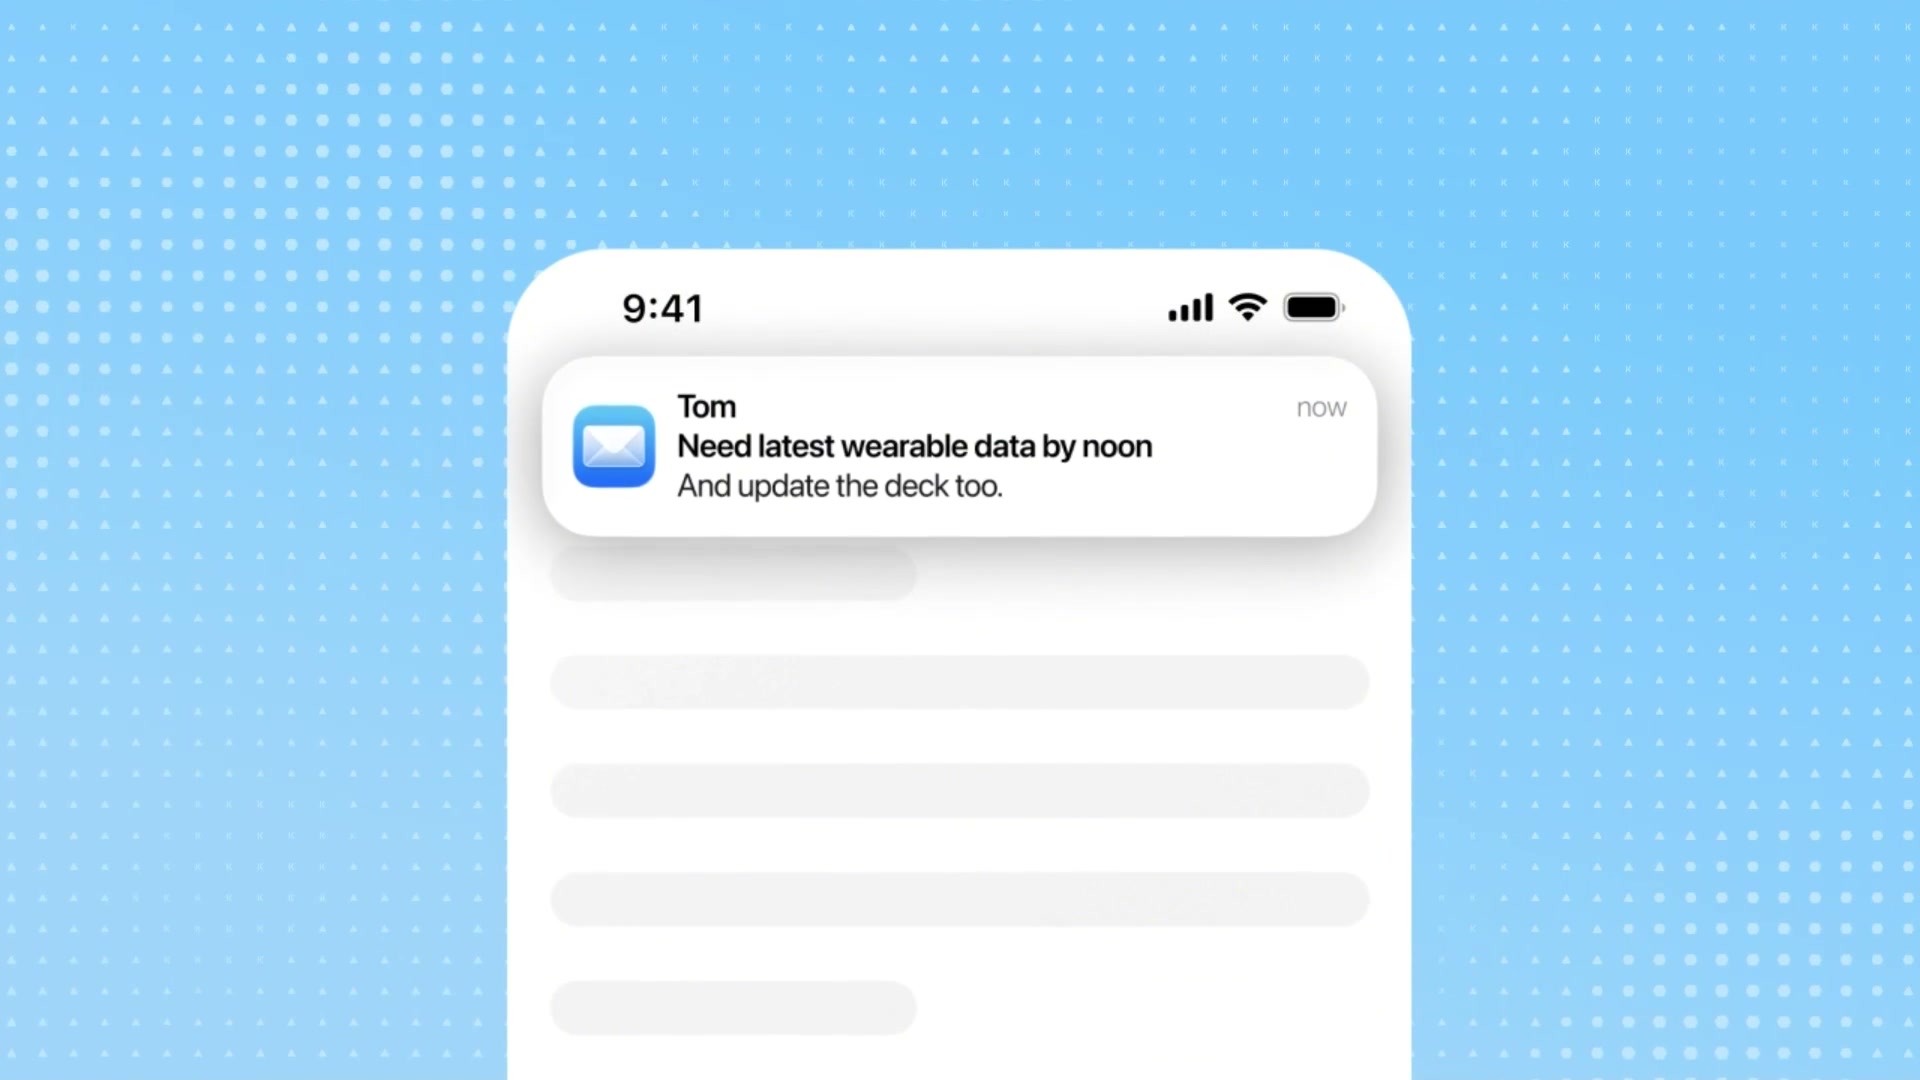 9:41
Tom
now
Need latest wearable data by noon
And update the deck too.